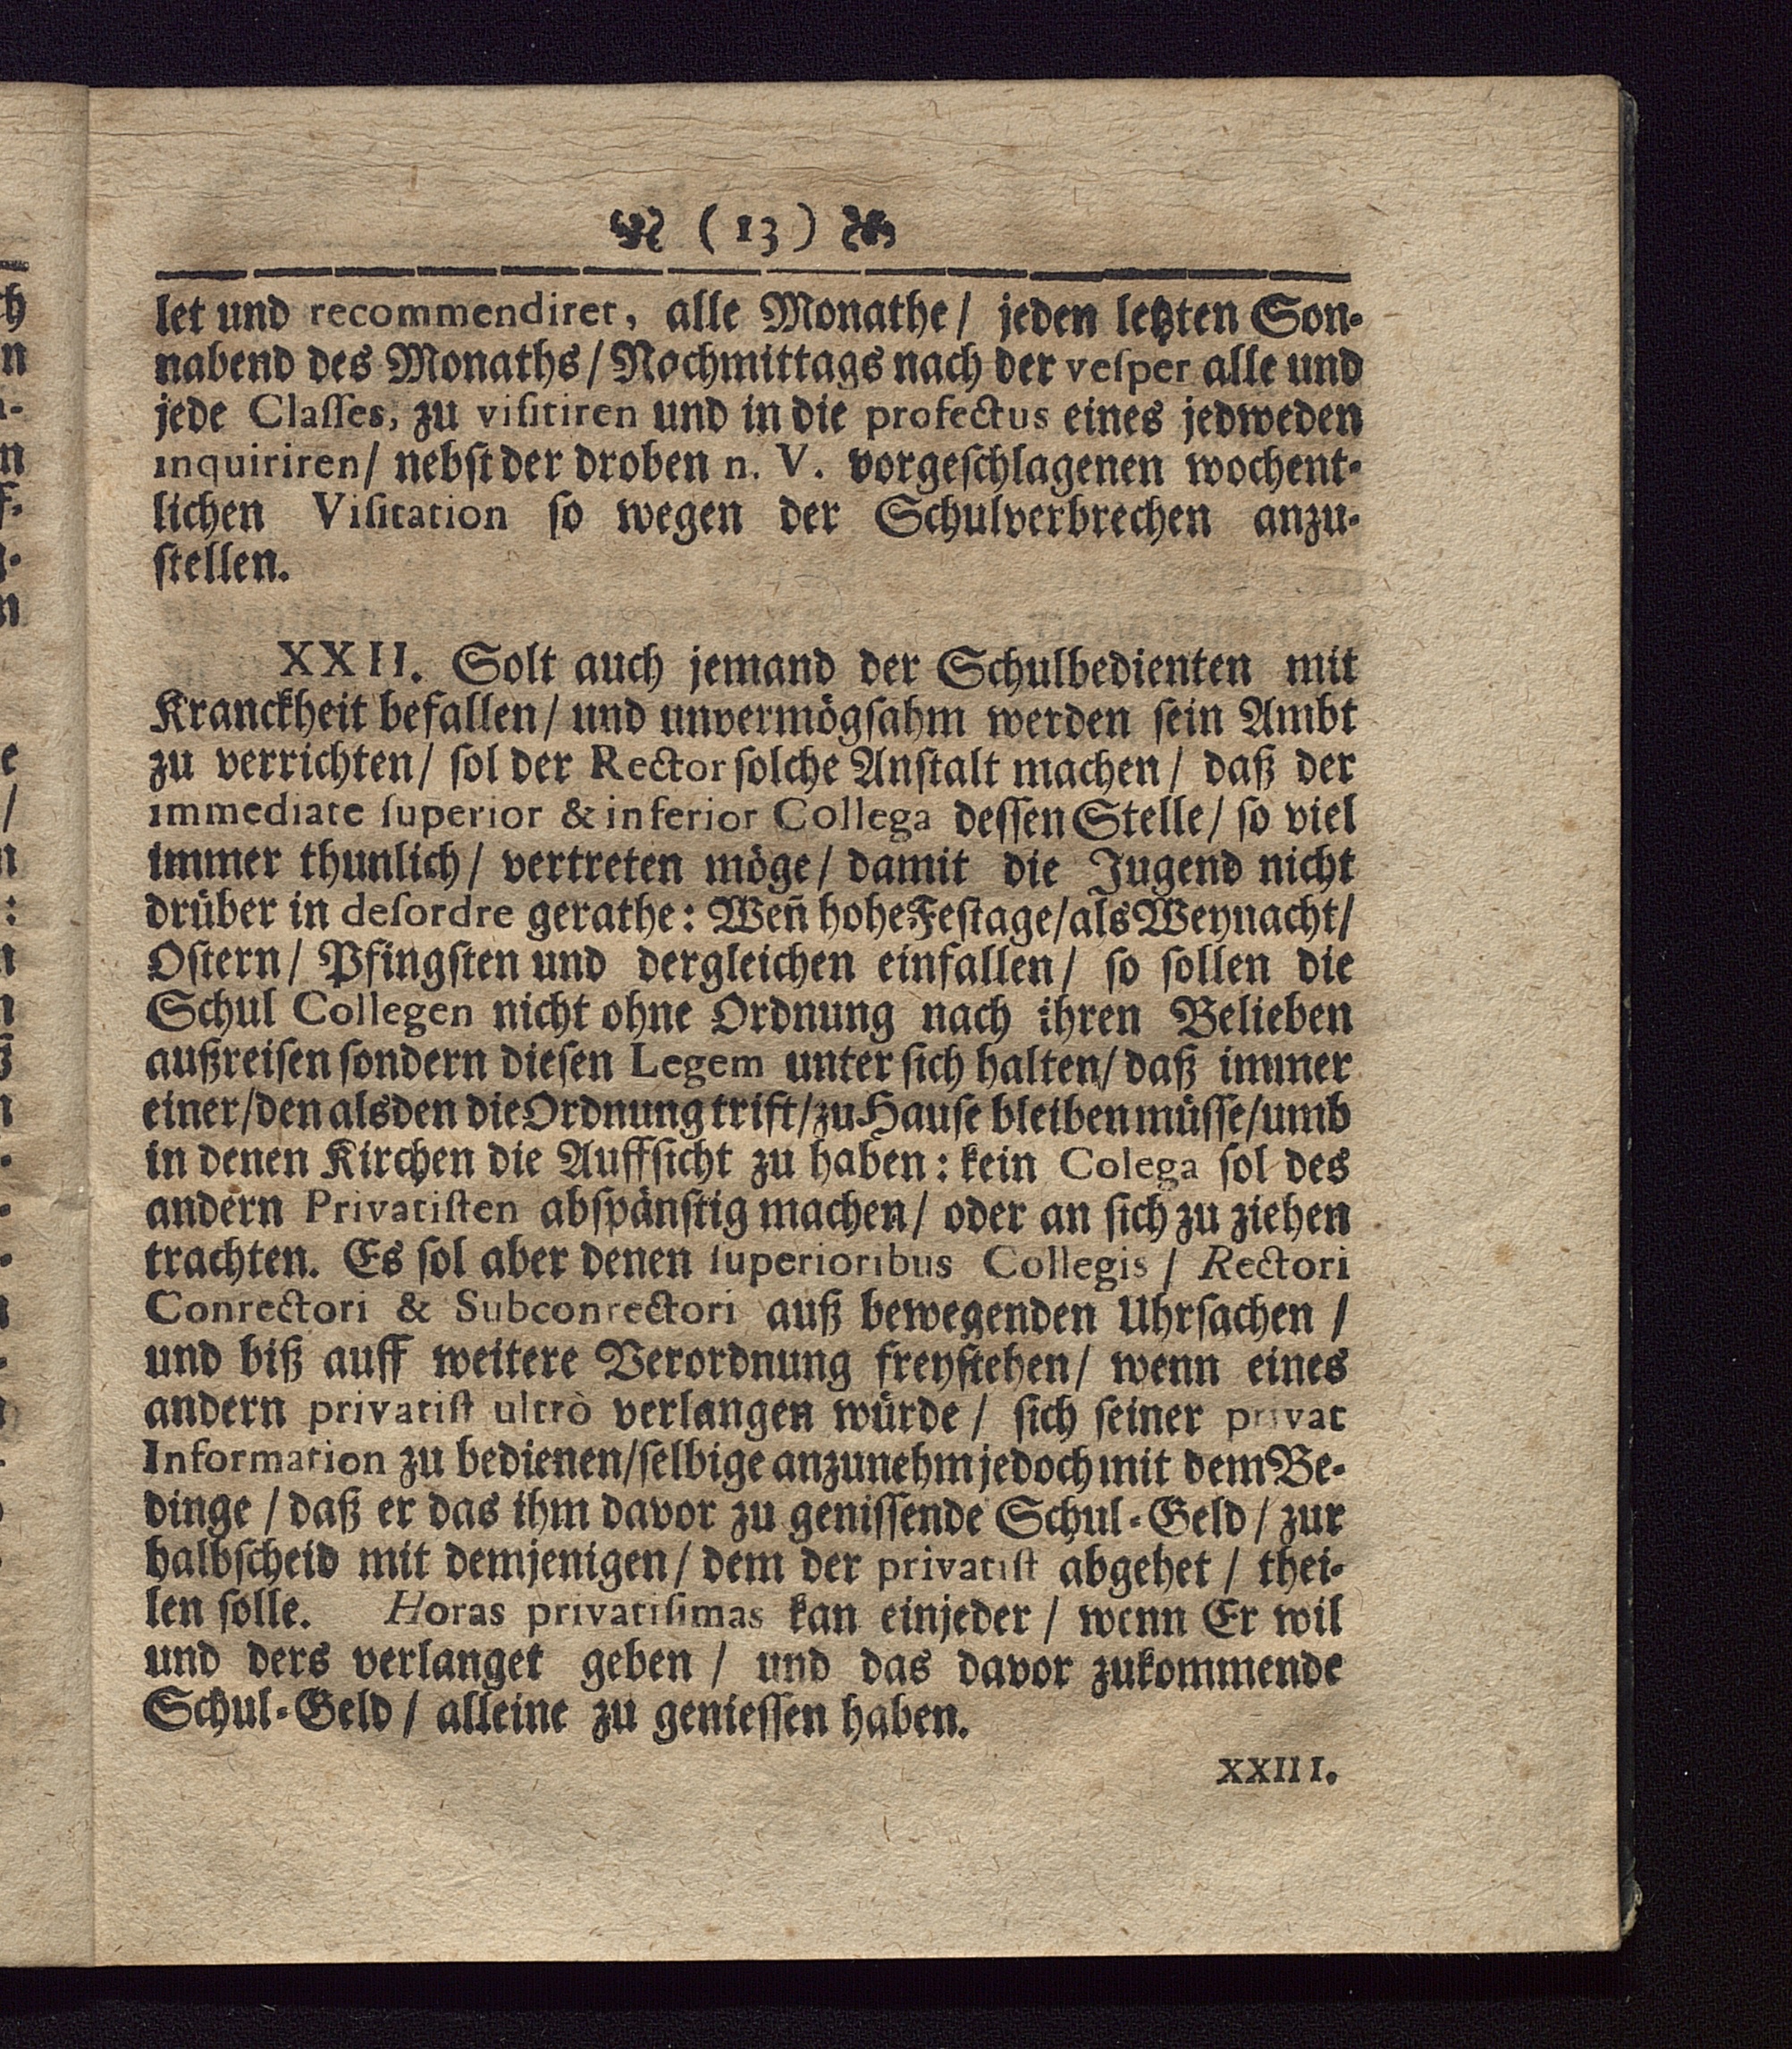 (13)
let und recommendiret, alle Monathe / jeden letzten Son-
nabend des Monaths / Nochmittags nach der veſper alle und
jede Claſſes, zu viſitiren und in die profectus eines jedweden
inquiriren / nebſt der droben n. V. vorgeſchlagenen wochent-
lichen Viſitation ſo wegen der Schulverbrechen anzu-
ſtellen.
XXII. Solt auch jemand der Schulbedienten mit
Kranckheit befallen / und unvermögſahm werden ſein Ambt
zu verrichten / ſol der Rector ſolche Anſtalt machen / daß der
immediate ſuperior & inferior Collega deſſen Stelle / ſo viel
immer thunlich / vertreten möge / damit die Jugend nicht
drüber in deſordre gerathe: Wen̄ hohe Feſtage / als Weynacht /
Oſtern / Pfingſten und dergleichen einfallen / ſo ſollen die
Schul Collegen nicht ohne Ordnung nach ihren Belieben
außreiſen ſondern dieſen Legem unter ſich halten / daß immer
einer / den alsden die Ordnung trift / zu Hauſe bleiben müſſe / umb
in denen Kirchen die Auffſicht zu haben: kein Colega ſol des
andern Privatiſten abſpänſtig machen / oder an ſich zu ziehen
trachten. Es ſol aber denen ſuperioribus Collegis / Rectori
Conrectori & Subconrectori auß bewegenden Uhrſachen /
und biß auff weitere Verordnung freyſtehen / wenn eines
andern privatiſt ultrò verlangen würde / ſich ſeiner privat
Information zu bedienen / ſelbige anzunehm jedoch mit dem Be-
dinge / daß er das ihm davor zu geniſſende Schul-Geld / zur
halbſcheid mit demjenigen / dem der privatiſt abgehet / thei-
len ſolle. Horas privatiſimas kan einjeder / wenn Er wil
und ders verlanget geben / und das davor zukommende
Schul-Geld / alleine zu genieſſen haben.
XXIII.